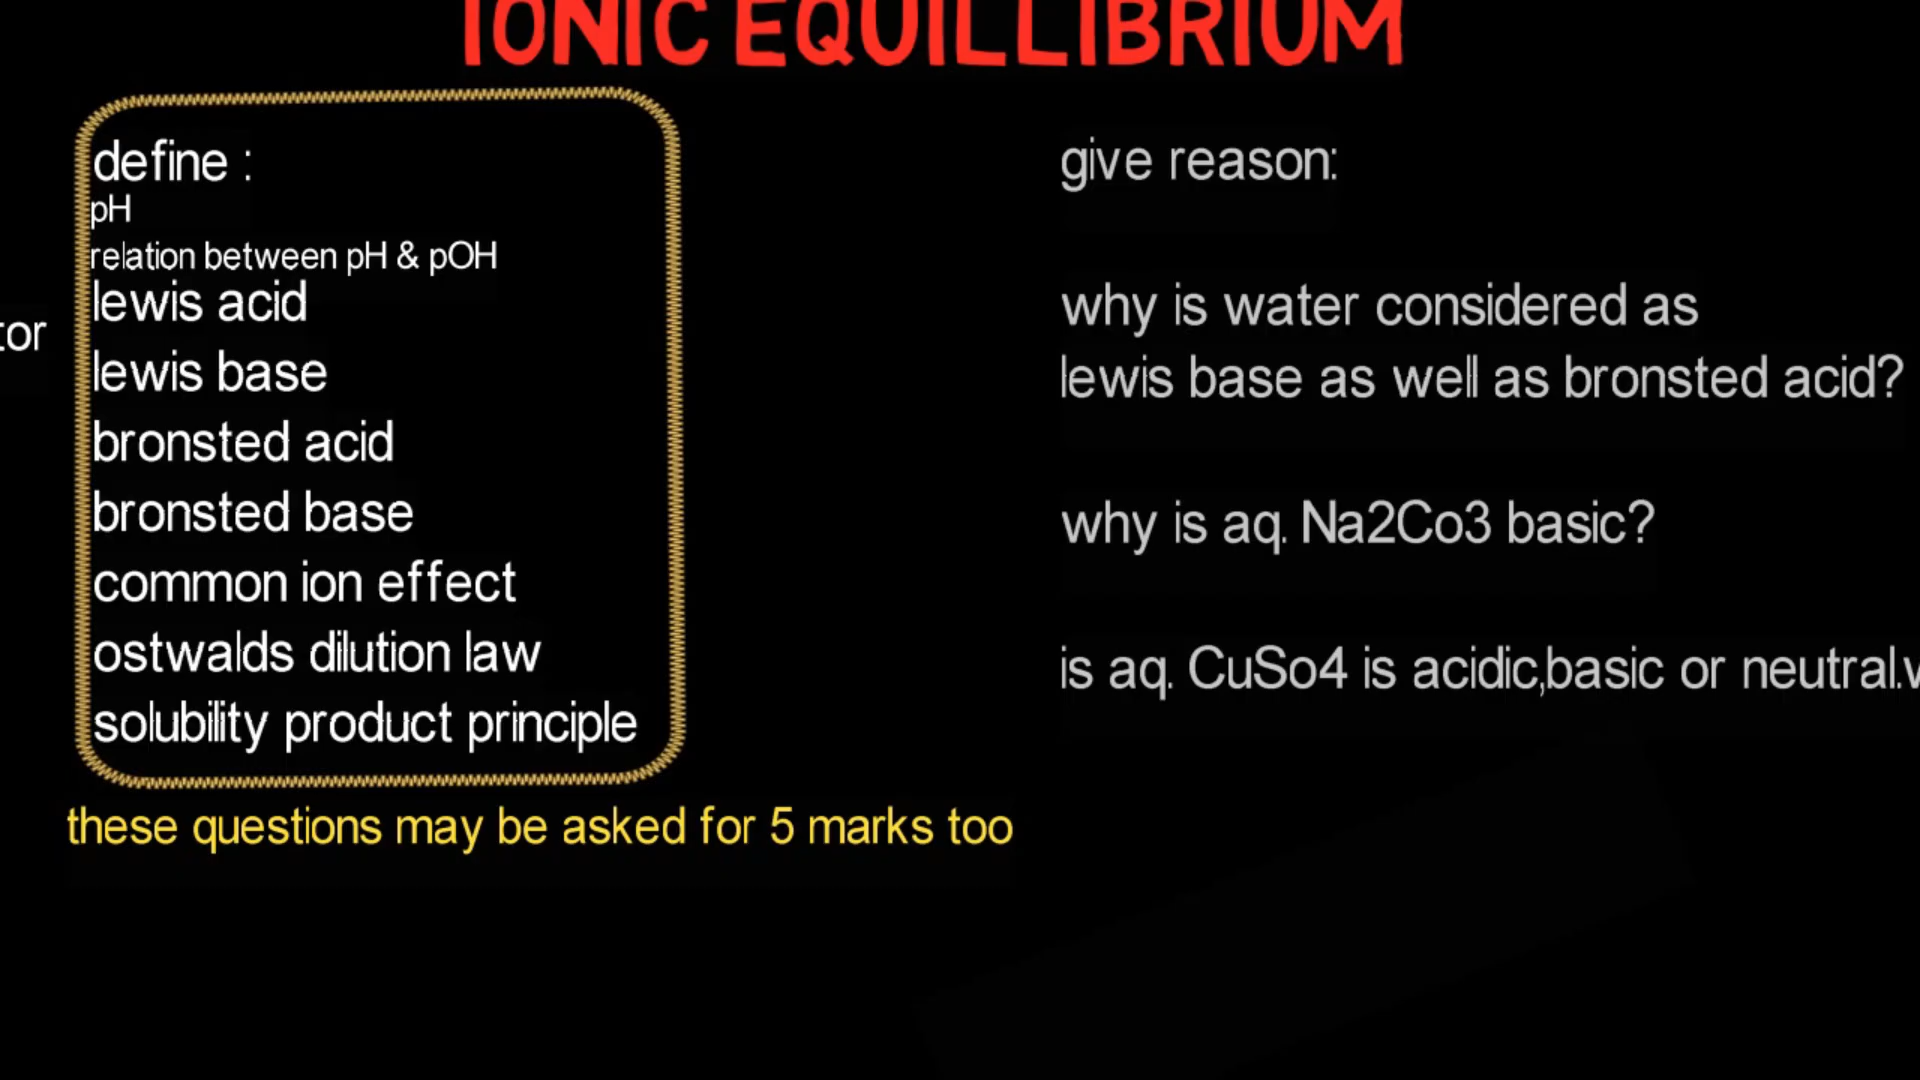 IONIC EQUILLIBRIUM
tor
define :
pH
relation between pH & pOH
lewis acid
lewis base
bronsted acid
bronsted base
common ion effect
ostwalds dilution law
solubility product principle
these questions may be asked for 5 marks too
give reason:
why is water considered as
lewis base as well as bronsted acid?
why is aq. Na2Co3 basic?
is aq. CuSo4 is acidic,basic or neutral.